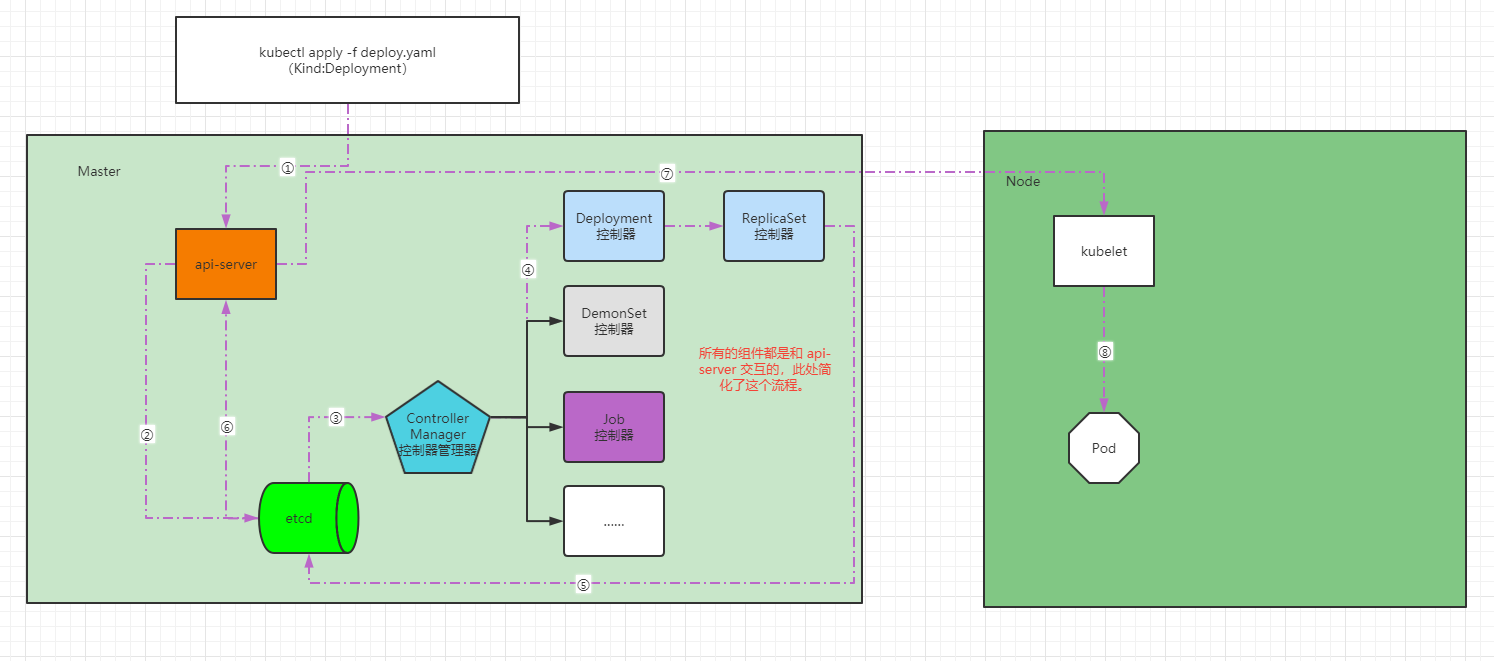 kubectl apply -f deploy.yaml
（Kind:Deployment）
Master
①
⑦
Node
Deployment
控制器
ReplicaSet
控制器
api-server
kubelet
④
DemonSet
控制器
所有的组件都是和 api-
server 交互的，此处简
化了这个流程。
⑧
③
Controller
Manager
控制器管理器
Job
控制器
②
⑥
Pod
etcd
......
⑤